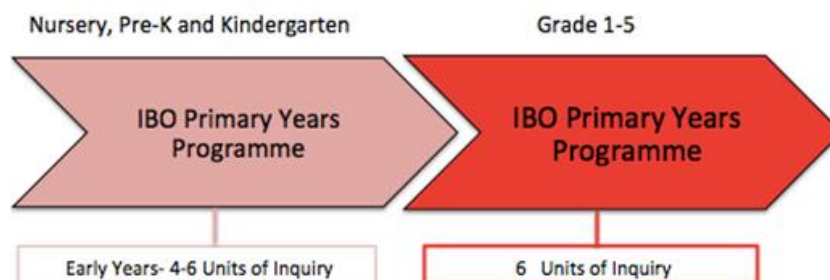 Nursery, Pre-K and Kindergarten
Grade 1-5
IBO Primary Years
Programme
IBO Primary Years
Programme
Early Years- 4-6 Units of Inquiry
6 Units of Inquiry